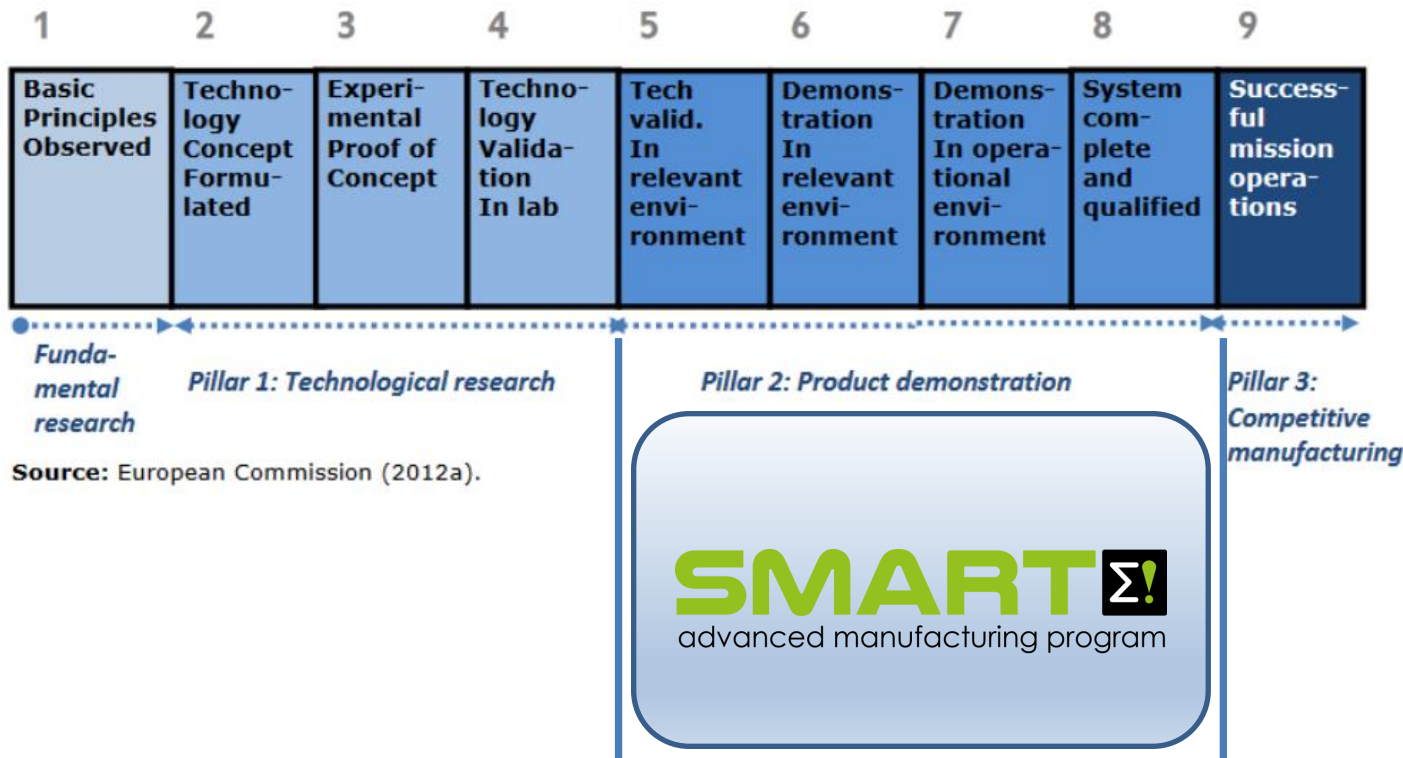 1 2 3 4 5 6 7 8 9
Basic
Principles
Observed
Techno-
logy
Concept
Formu-
lated
Experi-
mental
Proof of
Concept
Techno-
logy
Valida-
tion
In lab
Tech
valid.
In
relevant
envi-
ronment
Demons-
tration
In
relevant
envi-
ronment
Demons-
tration
In opera-
tional
envi-
ronment
System
com-
plete
and
qualified
Success-
ful
mission
opera-
tions
Funda-
mental
research
Pillar 1: Technological research
Pillar 2: Product demonstration
Pillar 3:
Competitive
manufacturing
Source: European Commission (2012a).
SMART Σ!
advanced manufacturing program